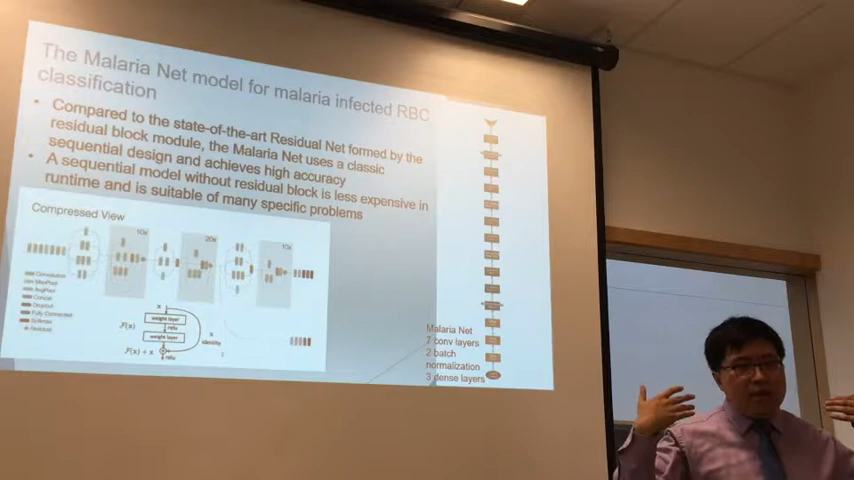 The Malaria Net model for malaria infected RBC
classification
• Compared to the state-of-the-art Residual Net formed by the
residual block module, the Malaria Net uses a classic
sequential design and achieves high accuracy
• A sequential model without residual block is less expensive in
runtime and is suitable of many specific problems
Compressed View
10x
20x
10x
Convolution
MaxPool
AvgPool
Concat
Dropout
Fully Connected
Softmax
Residual
x
weight layer
F(x)
relu
weight layer
x
identity
F(x) + x
relu
Malaria Net
7 conv layers
2 batch
normalization
3 dense layers